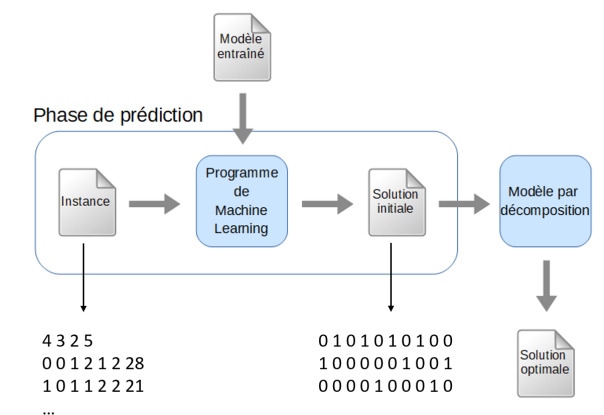 Modèle
entraîné
Phase de prédiction
Instance
Programme
de
Machine
Learning
Solution
initiale
Modèle par
décomposition
4 3 2 5
0 0 1 2 1 2 28
1 0 1 1 2 2 21
...
0 1 0 1 0 1 0 1 0 0
1 0 0 0 0 0 1 0 0 1
0 0 0 0 1 0 0 0 1 0
Solution
optimale